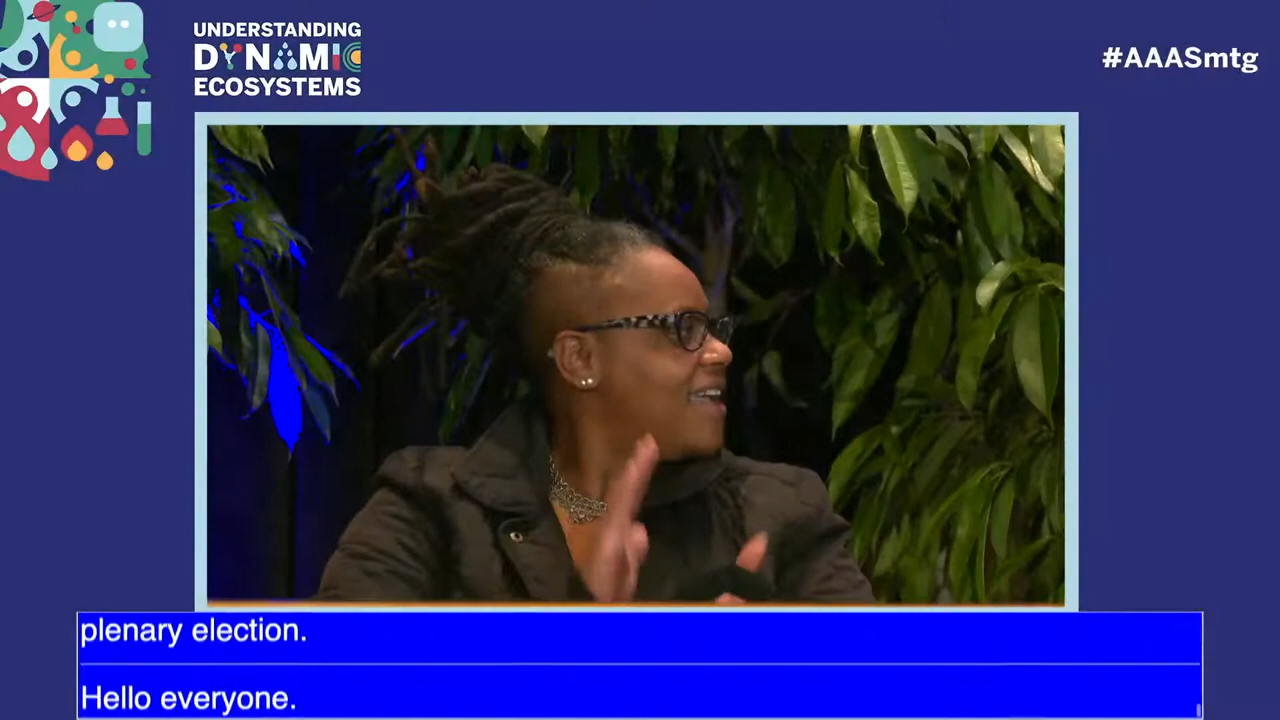 UNDERSTANDING
DYNAMIC
ECOSYSTEMS
#AAASmtg
plenary election.
Hello everyone.